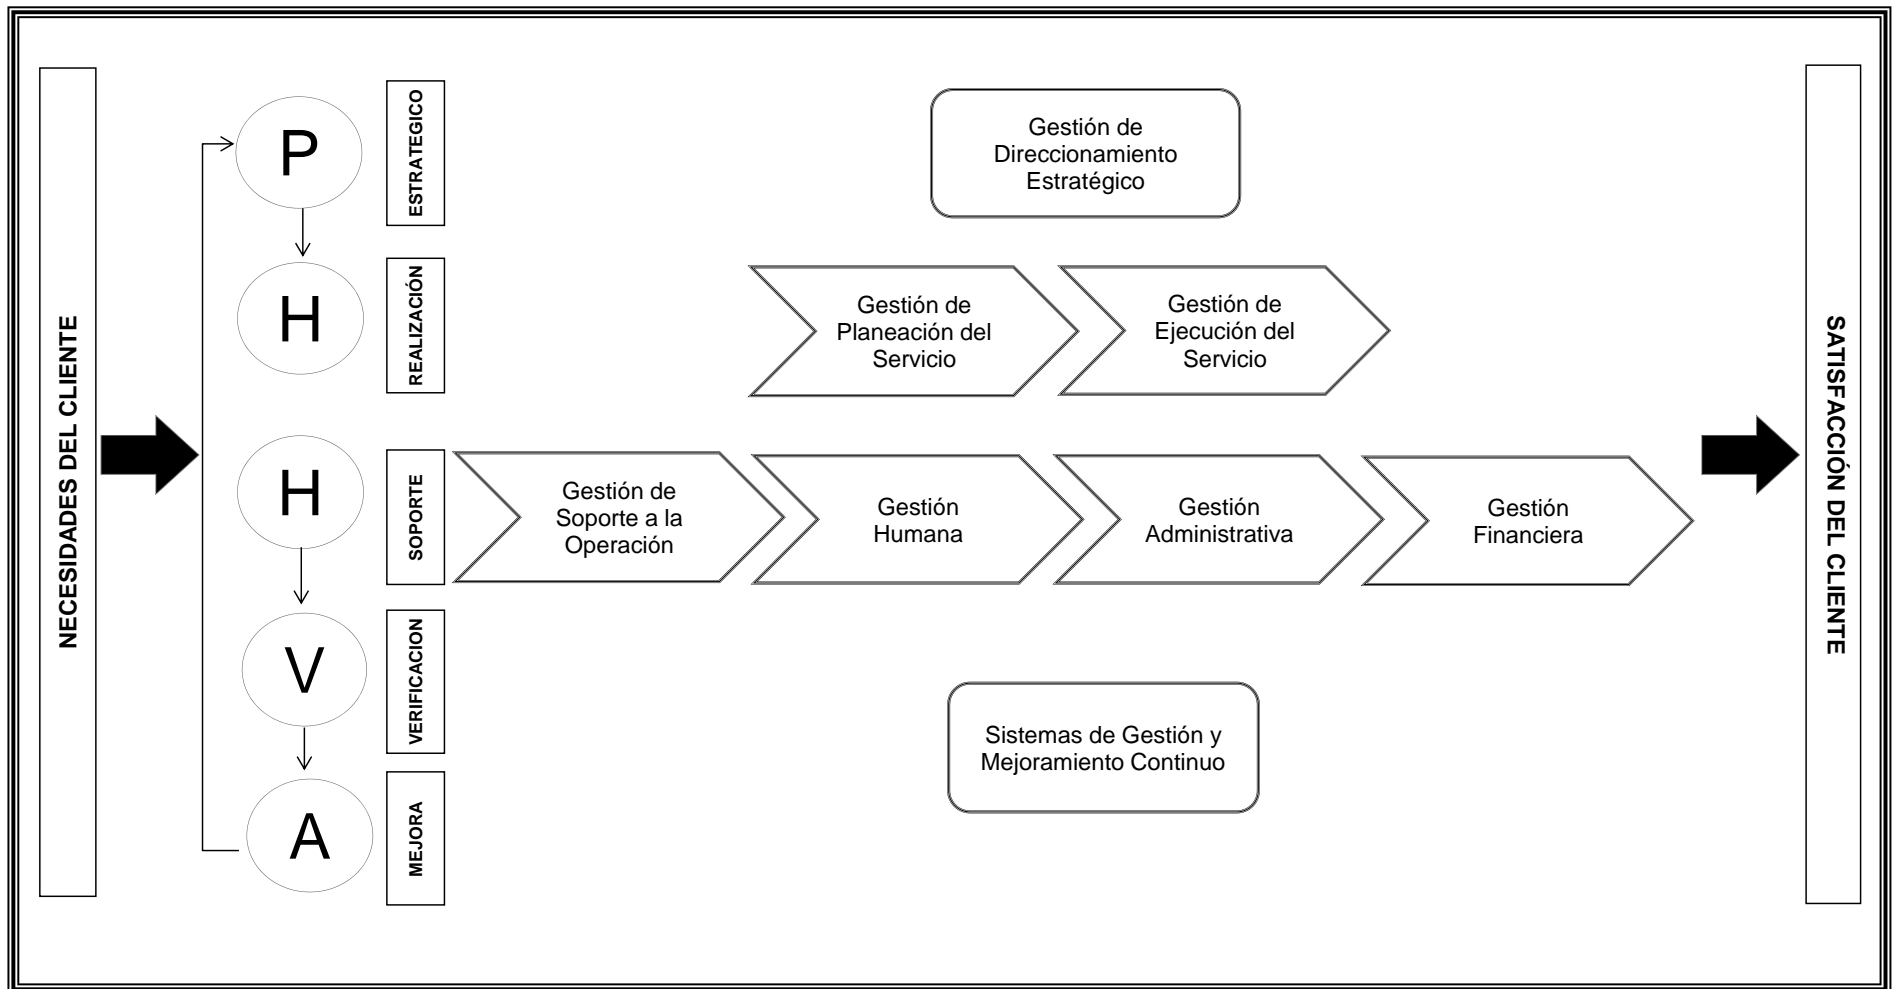 NECESIDADES DEL CLIENTE
P
ESTRATEGICO
Gestión de
Direccionamiento
Estratégico
H
REALIZACIÓN
Gestión de
Planeación del
Servicio
Gestión de
Ejecución del
Servicio
H
SOPORTE
Gestión de
Soporte a la
Operación
Gestión
Humana
Gestión
Administrativa
Gestión
Financiera
V
VERIFICACION
Sistemas de Gestión y
Mejoramiento Continuo
A
MEJORA
SATISFACCIÓN DEL CLIENTE